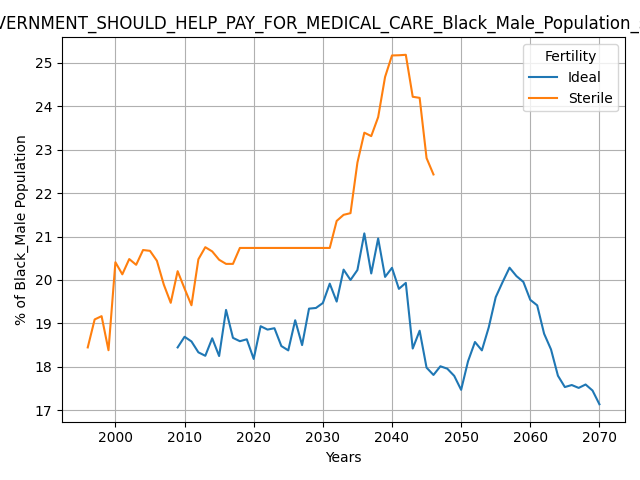 VERNMENT_SHOULD_HELP_PAY_FOR_MEDICAL_CARE_Black_Male_Population_
Fertility
Ideal
Sterile
25
24
23
22
21
20
19
18
17
% of Black_Male Population
2000 2010 2020 2030 2040 2050 2060 2070
Years